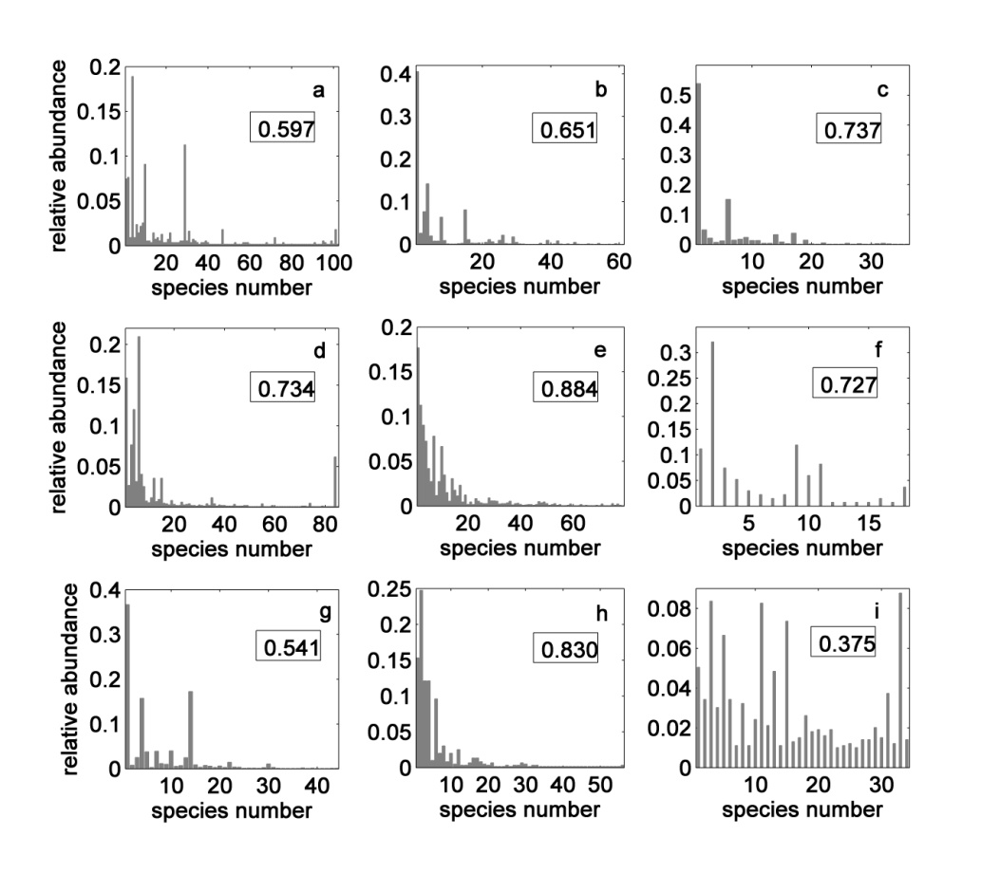 a
0.597
relative abundance
0.2
0.15
0.1
0.05
0
20 40 60 80 100
species number
b
0.651
0.4
0.3
0.2
0.1
0
20 40 60
species number
c
0.737
0.5
0.4
0.3
0.2
0.1
0
10 20 30
species number
d
0.734
relative abundance
0.2
0.15
0.1
0.05
0
20 40 60 80
species number
e
0.884
0.2
0.15
0.1
0.05
0
20 40 60
species number
f
0.727
0.3
0.25
0.2
0.15
0.1
0.05
0
5 10 15
species number
g
0.541
relative abundance
0.4
0.3
0.2
0.1
0
10 20 30 40
species number
h
0.830
0.25
0.2
0.15
0.1
0.05
0
10 20 30 40 50
species number
i
0.375
0.08
0.06
0.04
0.02
0
10 20 30
species number